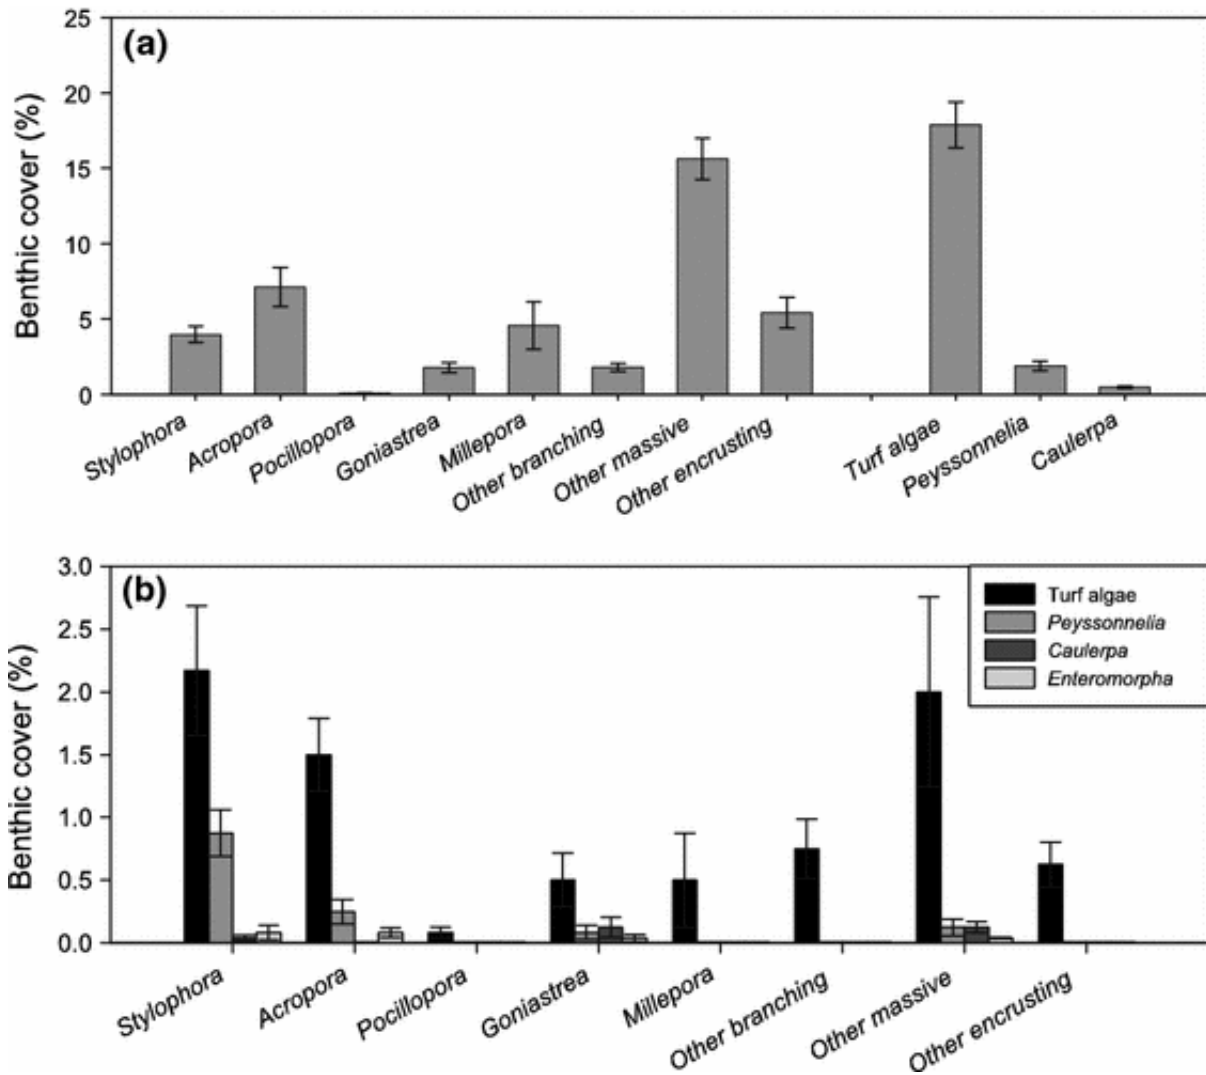 (a)
Benthic cover (%)
25
20
15
10
5
0
Stylophora
Acropora
Pocillopora
Goniastrea
Millepora
Other branching
Other massive
Other encrusting
Turf algae
Peyssonnelia
Caulerpa
(b)
Benthic cover (%)
3.0
2.5
2.0
1.5
1.0
0.5
0.0
Turf algae
Peyssonnelia
Caulerpa
Enteromorpha
Stylophora
Acropora
Pocillopora
Goniastrea
Millepora
Other branching
Other massive
Other encrusting